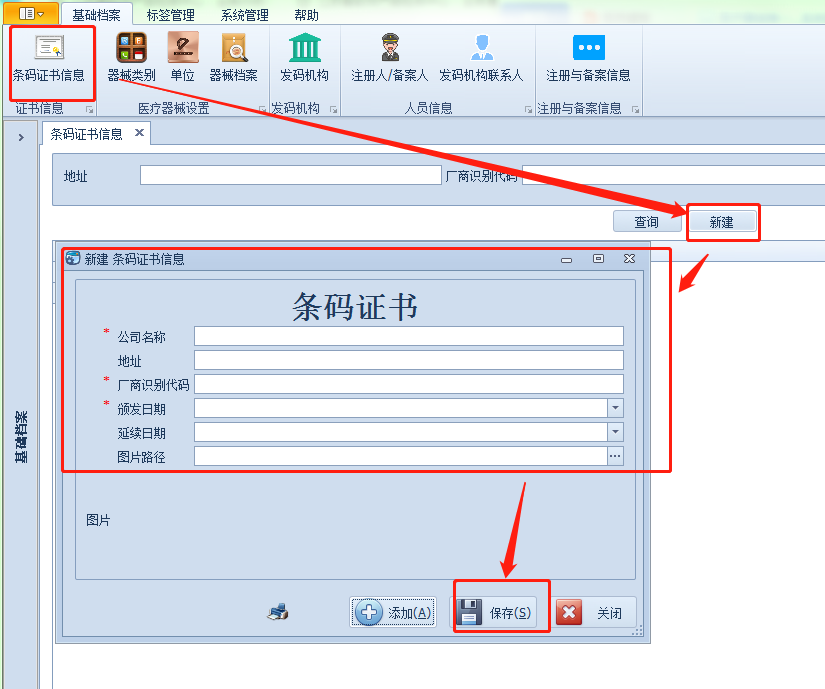 基础档案 标签管理 系统管理 帮助
条码证书信息 器械类别 单位 器械档案 发码机构 注册人/备案人 发码机构联系人 注册与备案信息
证书信息 医疗器械设置 发码机构 人员信息 注册与备案信息
条码证书信息
地址 厂商识别代码
查询 新建
新建 条码证书信息
条码证书
* 公司名称
地址
* 厂商识别代码
* 颁发日期
延续日期
图片路径
基础档案
图片
添加(A) 保存(S) 关闭